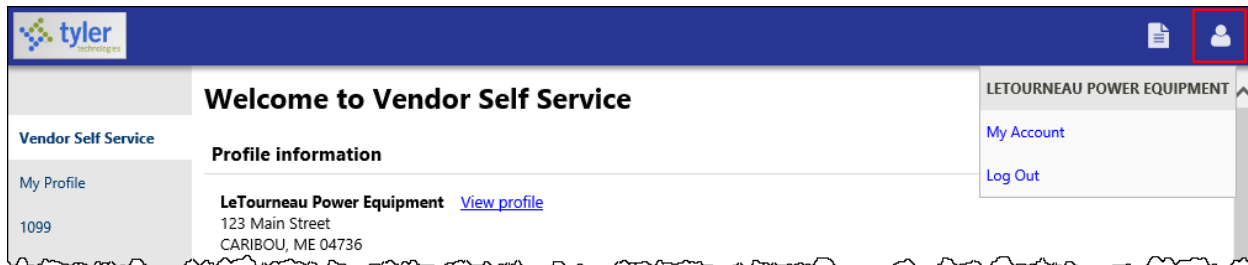 tyler
technologies
LETOURNEAU POWER EQUIPMENT
My Account
Log Out
Welcome to Vendor Self Service
Vendor Self Service
My Profile
1099
Profile information
LeTourneau Power Equipment View profile
123 Main Street
CARIBOU, ME 04736